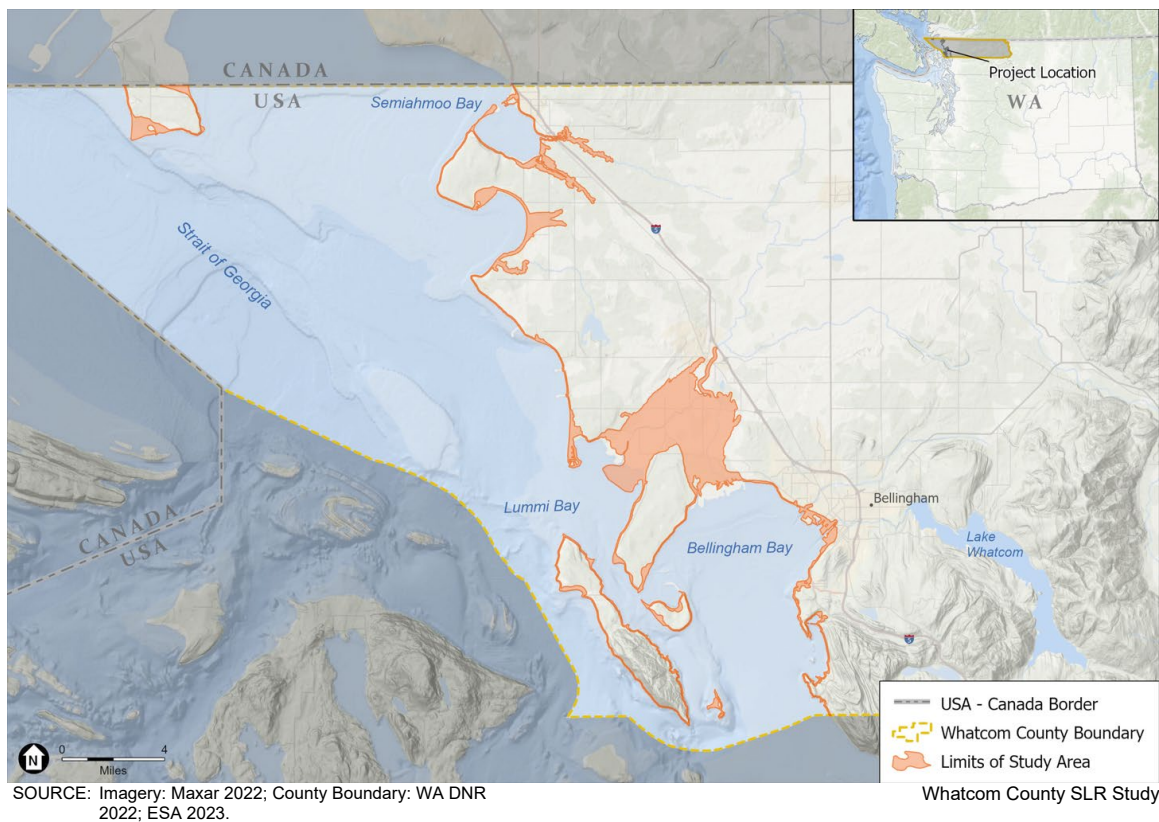 CANADA
USA
Semiahmoo Bay
Project Location
WA
Strait of Georgia
5
Lummi Bay
Bellingham
Bellingham Bay
Lake
Whatcom
CANADA
USA
5
N
0
4
Miles
USA - Canada Border
Whatcom County Boundary
Limits of Study Area
SOURCE: Imagery: Maxar 2022; County Boundary: WA DNR
2022; ESA 2023.
Whatcom County SLR Study